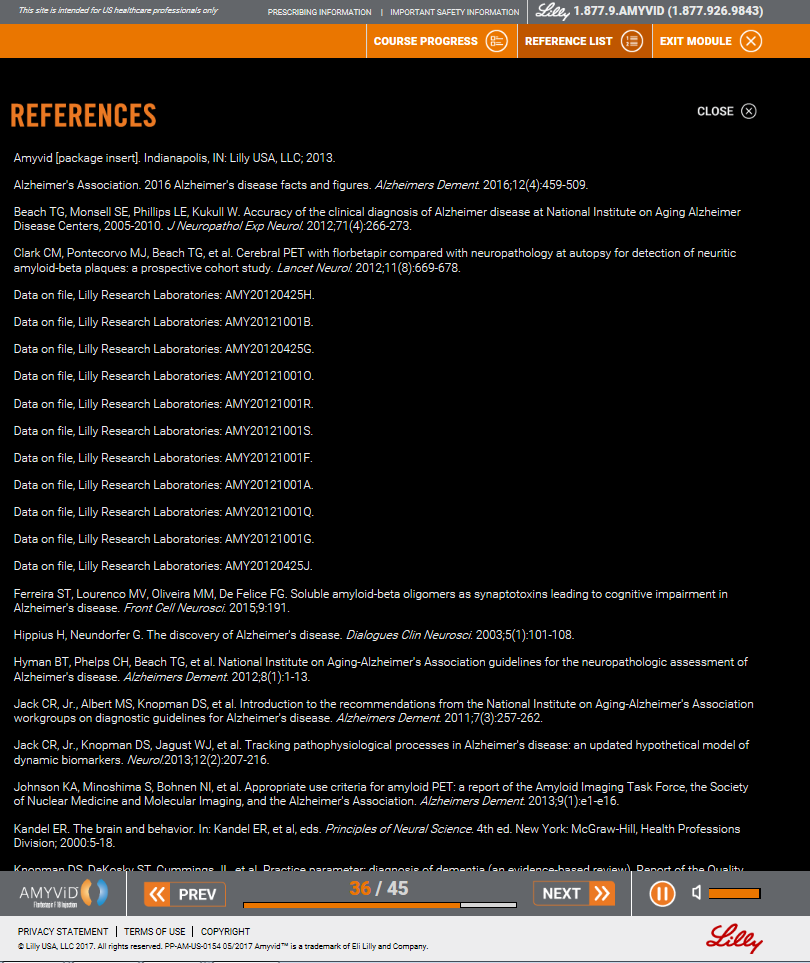 This site is intended for US healthcare professionals only
PRESCRIBING INFORMATION | IMPORTANT SAFETY INFORMATION
Lilly 1.877.9.AMYVID (1.877.926.9843)
COURSE PROGRESS
REFERENCE LIST
EXIT MODULE
REFERENCES
CLOSE
Amyvid [package insert]. Indianapolis, IN: Lilly USA, LLC; 2013.
Alzheimer's Association. 2016 Alzheimer's disease facts and figures. Alzheimers Dement. 2016;12(4):459-509.
Beach TG, Monsell SE, Phillips LE, Kukull W. Accuracy of the clinical diagnosis of Alzheimer disease at National Institute on Aging Alzheimer
Disease Centers, 2005-2010. J Neuropathol Exp Neurol. 2012;71(4):266-273.
Clark CM, Pontecorvo MJ, Beach TG, et al. Cerebral PET with florbetapir compared with neuropathology at autopsy for detection of neuritic
amyloid-beta plaques: a prospective cohort study. Lancet Neurol. 2012;11(8):669-678.
Data on file, Lilly Research Laboratories: AMY20120425H.
Data on file, Lilly Research Laboratories: AMY20121001B.
Data on file, Lilly Research Laboratories: AMY20120425G.
Data on file, Lilly Research Laboratories: AMY20121001O.
Data on file, Lilly Research Laboratories: AMY20121001R.
Data on file, Lilly Research Laboratories: AMY20121001S.
Data on file, Lilly Research Laboratories: AMY20121001F.
Data on file, Lilly Research Laboratories: AMY20121001A.
Data on file, Lilly Research Laboratories: AMY20121001Q.
Data on file, Lilly Research Laboratories: AMY20121001G.
Data on file, Lilly Research Laboratories: AMY20120425J.
Ferreira ST, Lourenco MV, Oliveira MM, De Felice FG. Soluble amyloid-beta oligomers as synaptotoxins leading to cognitive impairment in
Alzheimer's disease. Front Cell Neurosci. 2015;9:191.
Hippius H, Neundorfer G. The discovery of Alzheimer's disease. Dialogues Clin Neurosci. 2003;5(1):101-108.
Hyman BT, Phelps CH, Beach TG, et al. National Institute on Aging-Alzheimer's Association guidelines for the neuropathologic assessment of
Alzheimer's disease. Alzheimers Dement. 2012;8(1):1-13.
Jack CR, Jr., Albert MS, Knopman DS, et al. Introduction to the recommendations from the National Institute on Aging-Alzheimer's Association
workgroups on diagnostic guidelines for Alzheimer's disease. Alzheimers Dement. 2011;7(3):257-262.
Jack CR, Jr., Knopman DS, Jagust WJ, et al. Tracking pathophysiological processes in Alzheimer's disease: an updated hypothetical model of
dynamic biomarkers. Neurol.2013;12(2):207-216.
Johnson KA, Minoshima S, Bohnen NI, et al. Appropriate use criteria for amyloid PET: a report of the Amyloid Imaging Task Force, the Society
of Nuclear Medicine and Molecular Imaging, and the Alzheimer's Association. Alzheimers Dement. 2013;9(1):e1-e16.
Kandel ER. The brain and behavior. In: Kandel ER, et al, eds. Principles of Neural Science. 4th ed. New York: McGraw-Hill, Health Professions
Division; 2000:5-18.
Knopman DS, DeKosky ST, Cummings JL, et al. Practice parameter: diagnosis of dementia (an evidence-based review). Report of the Quality
AMYViD
Florbetapir F 18 Injection
PREV
36 / 45
NEXT
PRIVACY STATEMENT | TERMS OF USE | COPYRIGHT
© Lilly USA, LLC 2017. All rights reserved. PP-AM-US-0154 05/2017 Amyvid™ is a trademark of Eli Lilly and Company.
Lilly